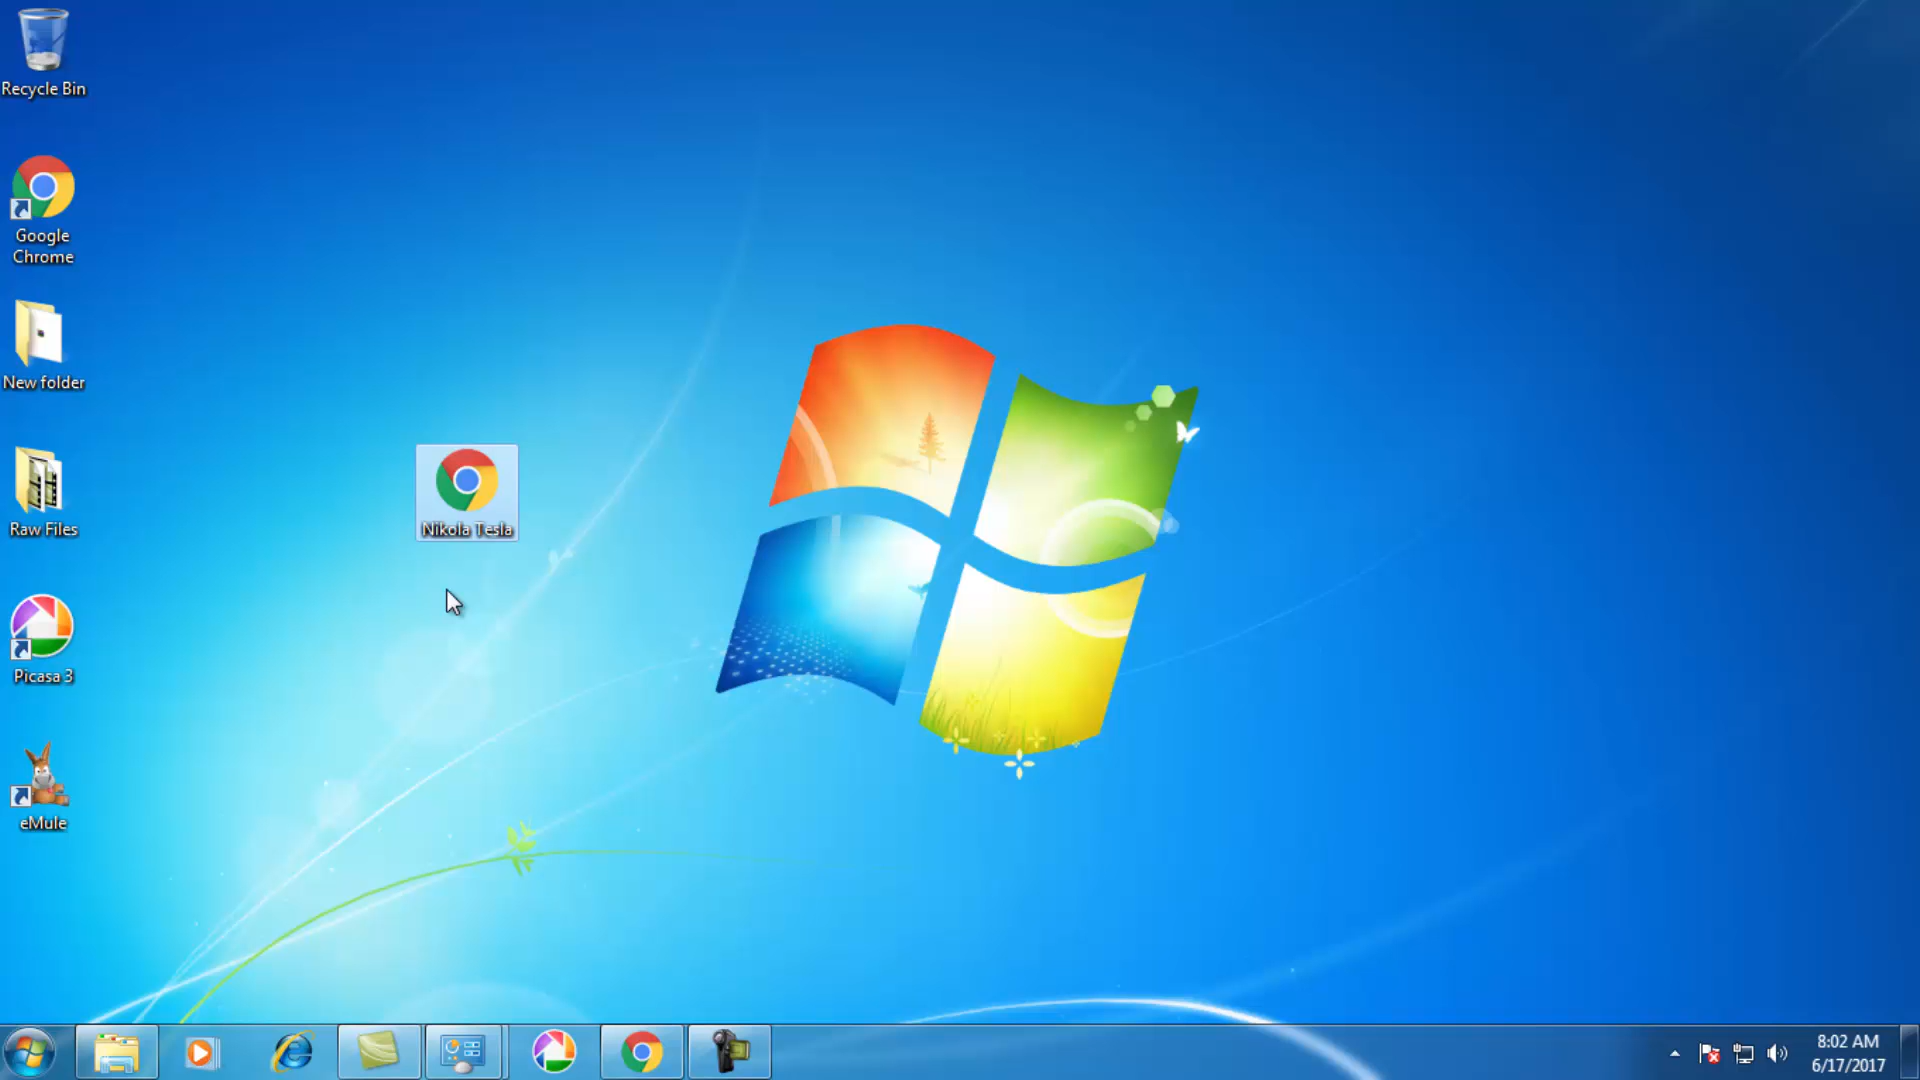 Recycle Bin
Google
Chrome
New folder
Raw Files
Nikola Tesla
Picasa 3
eMule
8:02 AM
6/17/2017